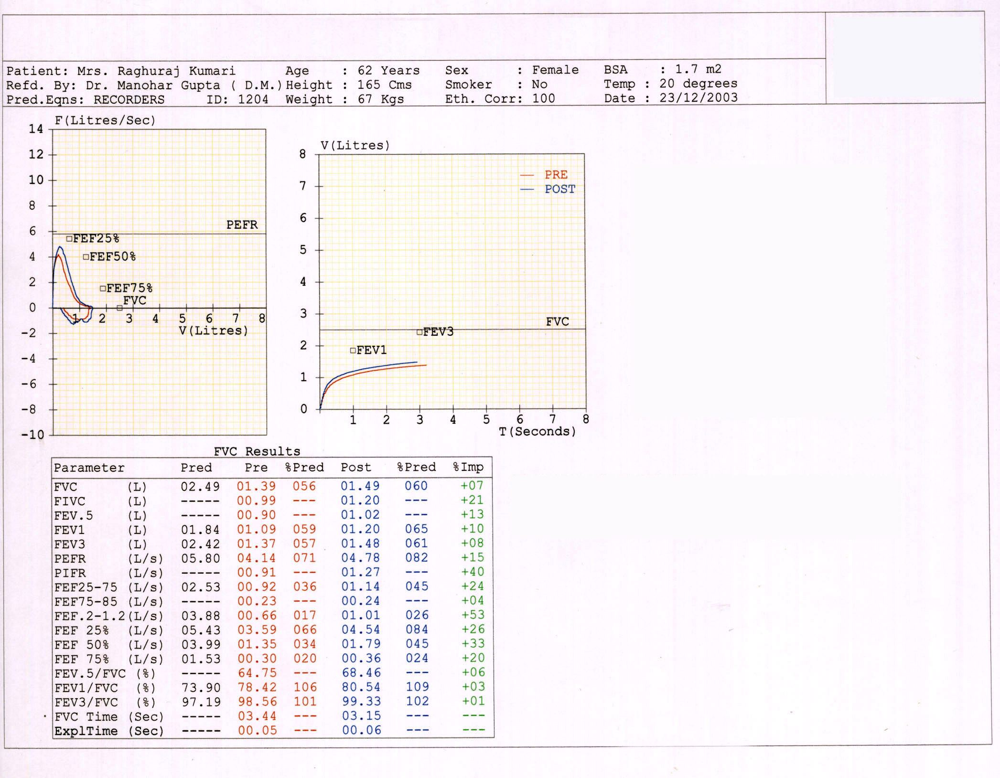 Patient: Mrs. Raghuraj Kumari Age : 62 Years Sex : Female BSA : 1.7 m2
Refd. By: Dr. Manohar Gupta ( D.M.) Height : 165 Cms Smoker : No Temp : 20 degrees
Pred.Eqns: RECORDERS ID: 1204 Weight : 67 Kgs Eth. Corr: 100 Date : 23/12/2003
F(Litres/Sec)
14
12
10
8
6
4
2
0
-2
-4
-6
-8
-10
PEFR
FEF25%
FEF50%
FEF75%
FVC
1 2 3 4 5 6 7 8
V(Litres)
V(Litres)
8
7
6
5
4
3
2
1
0
PRE
POST
FVC
FEV3
FEV1
1 2 3 4 5 6 7 8
T(Seconds)
FVC Results
Parameter Pred Pre %Pred Post %Pred %Imp
FVC (L) 02.49 01.39 056 01.49 060 +07
FIVC (L) ----- 00.99 --- 01.20 --- +21
FEV.5 (L) ----- 00.90 --- 01.02 --- +13
FEV1 (L) 01.84 01.09 059 01.20 065 +10
FEV3 (L) 02.42 01.37 057 01.48 061 +08
PEFR (L/s) 05.80 04.14 071 04.78 082 +15
PIFR (L/s) ----- 00.91 --- 01.27 --- +40
FEF25-75 (L/s) 02.53 00.92 036 01.14 045 +24
FEF75-85 (L/s) ----- 00.23 --- 00.24 --- +04
FEF.2-1.2(L/s) 03.88 00.66 017 01.01 026 +53
FEF 25% (L/s) 05.43 03.59 066 04.54 084 +26
FEF 50% (L/s) 03.99 01.35 034 01.79 045 +33
FEF 75% (L/s) 01.53 00.30 020 00.36 024 +20
FEV.5/FVC (%) ----- 64.75 --- 68.46 --- +06
FEV1/FVC (%) 73.90 78.42 106 80.54 109 +03
FEV3/FVC (%) 97.19 98.56 101 99.33 102 +01
FVC Time (Sec) ----- 03.44 --- 03.15 --- ---
ExplTime (Sec) ----- 00.05 --- 00.06 --- ---